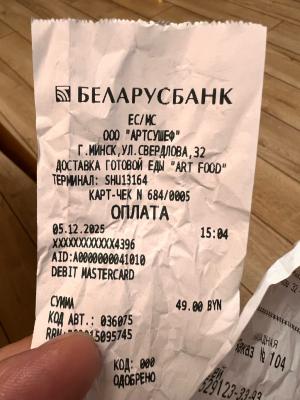 БЕЛАРУСБАНК
ЕС/МС
ООО "АРТСУШЕФ"
Г.МИНСК,УЛ.СВЕРДЛОВА,32
ДОСТАВКА ГОТОВОЙ ЕДЫ "ART FOOD"
ТЕРМИНАЛ: SHU13164
КАРТ-ЧЕК N 684/0005
ОПЛАТА
05.12.2025 15:04
XXXXXXXXXXXX4396
AID:A0000000041010
DEBIT MASTERCARD
СУММА 49.00 BYN
КОД АВТ.: 036075
КОД: 000
ОДОБРЕНО
№ 104